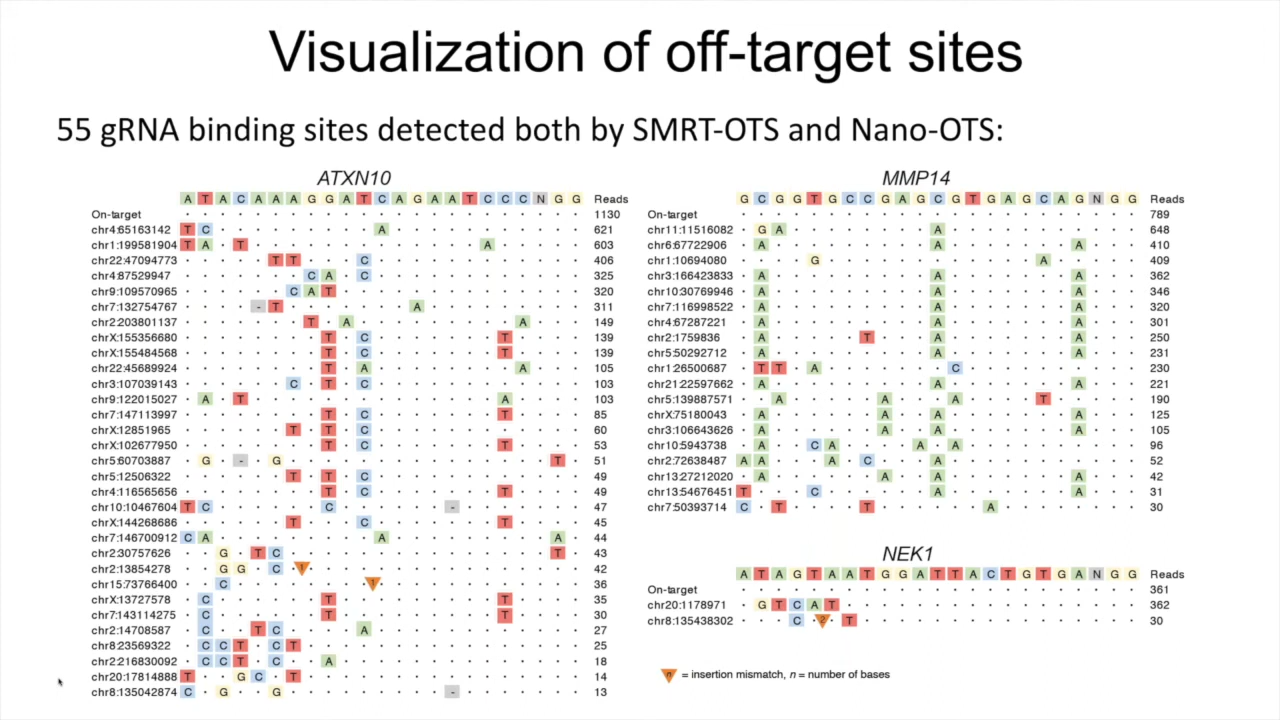 Visualization of off-target sites
55 gRNA binding sites detected both by SMRT-OTS and Nano-OTS:
ATXN10
A T A C A A A G G A T C A G A A T C C C N G G Reads
On-target · · · · · · · · · · · · · · · · · · · · · · · 1130
chr4:65163142 T C · · · · · · · · · A · · · · · · · · · · · 621
chr1:199581904 T A · T · · · · · · · · · · · · · A · · · · · 603
chr22:47094773 · · · · · T T · · · C · · · · · · · · · · · · 406
chr4:87529947 · · · · · · · C A · C · · · · · · · · · · · · 325
chr9:109570965 · · · · · · C A T · · · · · · · · · · · · · · 320
chr7:132754767 · · · · - T · · · · · · · A · · · · · · · · · 311
chr2:203801137 · · · · · · · T · A · · · · · · · · · A · · · 149
chrX:155356680 · · · · · · · · T · C · · · · · · · T · · · · 139
chrX:155484568 · · · · · · · · T · C · · · · · · · T · · · · 139
chr22:45689924 · · · · · · · · T · A · · · · · · · · A · · · 105
chr3:107039143 · · · · · · C · T · C · · · · · · · · · · · · 103
chr9:122015027 · A · T · · · · · · · · · · · · · · A · · · · 103
chr7:147113997 · · · · · · · · T · C · · · · · · · T · · · · 85
chrX:12851965 · · · · · · T · T · C · · · · · · · · · · · · 60
chrX:102677950 · · · · · · · · T · C · · · · · · · T · · · · 53
chr5:60703887 · G · - · G · · · · · · · · · · · · · · · T · 51
chr5:12506322 · · · · · · T · T · C · · · · · · · · · · · · 49
chr4:116565656 · · · · · · · · T · C · · · · · · · T · · · · 49
chr10:10467604 T C · · · · · · C · · · · · · - · · · · · · · 47
chrX:144268686 · · · · · · T · · · C · · · · · · · T · · · · 45
chr7:146700912 C A · · · · · · · · · A · · · · · · · · · A · 44
chr2:30757626 · · G · T C · · · · · · · · · · · · · · · T · 43
chr2:13854278 · · G G · C 1 · · · · · · · · · · · · · · · · · 42
chr15:73766400 · · C · · · · · · · 1 · · · · · · · · · · · · · 36
chrX:13727578 · C · · · · · · T · · · · · · · · · T · · · · 35
chr7:143114275 · C · · · · · · T · · · · · · · · · T · · · · 30
chr2:14708587 · C · · T C · · · · A · · · · · · · · · · · · 27
chr8:23569322 · C C T · C T · · · · · · · · · · · · · · · · 25
chr2:216830092 · C C T · C · · A · · · · · · · · · · · · · · 18
chr20:17814888 T · · G C · T · · · · · · · · · · · · · · · · 14
chr8:135042874 C · G · · G · · · · · · · · · - · · · · · · · 13
MMP14
G C G G T G C C G A G C G T G A G C A G N G G Reads
On-target · · · · · · · · · · · · · · · · · · · · · · · 789
chr11:11516082 · G A · · · · · · · · A · · · · · · · · · · · 648
chr6:67722906 · A · · · · · · · · · A · · · · · · · A · · · 410
chr1:10694080 · · · · G · · · · · · · · · · · · A · · · · · 409
chr3:166423833 · A · · · · · · · · · A · · · · · · · A · · · 362
chr10:30769946 · A · · · · · · · · · A · · · · · · · A · · · 346
chr7:116998522 · A · · · · · · · · · A · · · · · · · A · · · 320
chr4:67287221 · A · · · · · · · · · A · · · · · · · A · · · 301
chr2:1759836 · A · · · · · T · · · A · · · · · · · A · · · 250
chr5:50292712 · A · · · · · · · · · A · · · · · · · A · · · 231
chr1:26500687 · T T · A · · · · · · · C · · · · · · · · · · 230
chr21:22597662 · A · · · · · · · · · A · · · · · · · A · · · 221
chr5:139887571 · · A · · · · · A · · · A · · · · T · · · · · 190
chrX:75180043 · A · · · · · · A · · A · · · · · · · A · · · 125
chr3:106643626 · A · · · · · · A · · A · · · · · · · A · · · 105
chr10:5943738 · A · · C A · · · · A · A · · · · · · · · · · 96
chr2:72638487 A A · · · A · C · · · A · · · · · · · · · · · 52
chr13:27212020 · A · · · · · · A · · A · · · · · · · A · · · 42
chr13:54676451 T · · · C · · · · · · A · · · · · · · A · · · 31
chr7:50393714 C · T · · · · T · · · · · · A · · · · · · · · 30
NEK1
A T A G T A A T G G A T T A C T G T G A N G G Reads
On-target · · · · · · · · · · · · · · · · · · · · · · · 361
chr20:1178971 · G T C A T · · · · · · · · · · · · · · · · · 362
chr8:135438302 · · · C · 2 T · · · · · · · · · · · · · · · · 30
n = insertion mismatch, n = number of bases